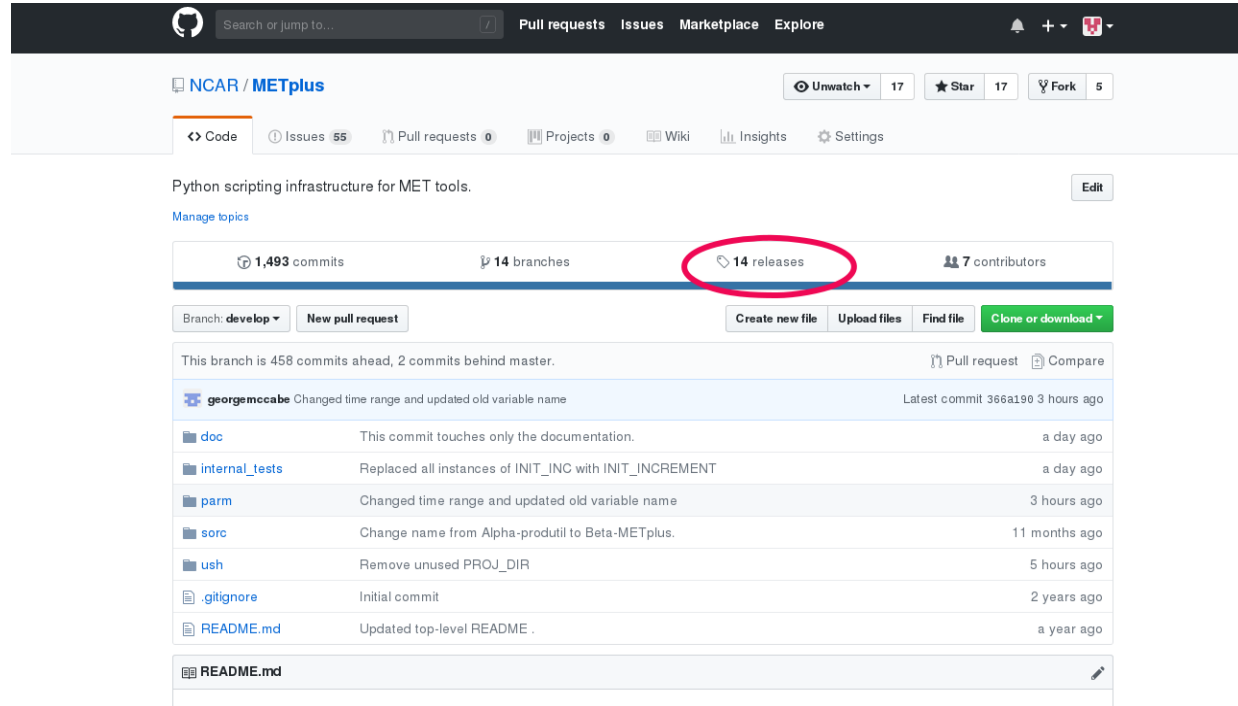 Search or jump to... / Pull requests Issues Marketplace Explore
NCAR / METplus Unwatch 17 Star 17 Fork 5
Code Issues 55 Pull requests 0 Projects 0 Wiki Insights Settings
Python scripting infrastructure for MET tools. Edit
Manage topics
1,493 commits 14 branches 14 releases 7 contributors
Branch: develop New pull request Create new file Upload files Find file Clone or download
This branch is 458 commits ahead, 2 commits behind master. Pull request Compare
georgemccabe Changed time range and updated old variable name Latest commit 366a190 3 hours ago
doc This commit touches only the documentation. a day ago
internal_tests Replaced all instances of INIT_INC with INIT_INCREMENT a day ago
parm Changed time range and updated old variable name 3 hours ago
sorc Change name from Alpha-produtil to Beta-METplus. 11 months ago
ush Remove unused PROJ_DIR 5 hours ago
.gitignore Initial commit 2 years ago
README.md Updated top-level README . a year ago
README.md